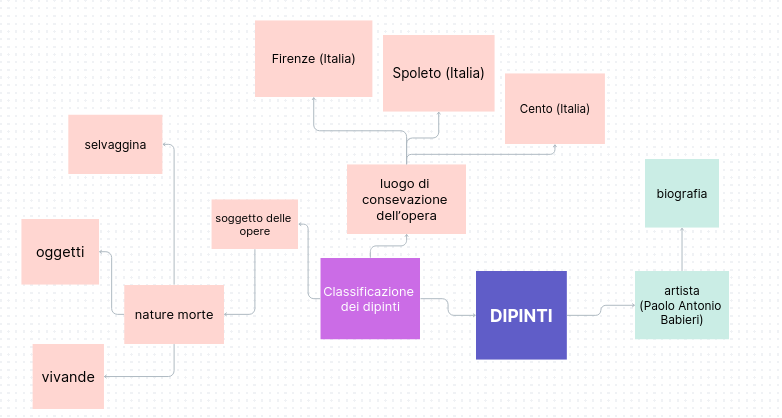 Firenze (Italia)
Spoleto (Italia)
Cento (Italia)
selvaggina
luogo di
consevazione
dell'opera
biografia
soggetto delle
opere
oggetti
Classificazione
dei dipinti
DIPINTI
artista
(Paolo Antonio
Babieri)
nature morte
vivande